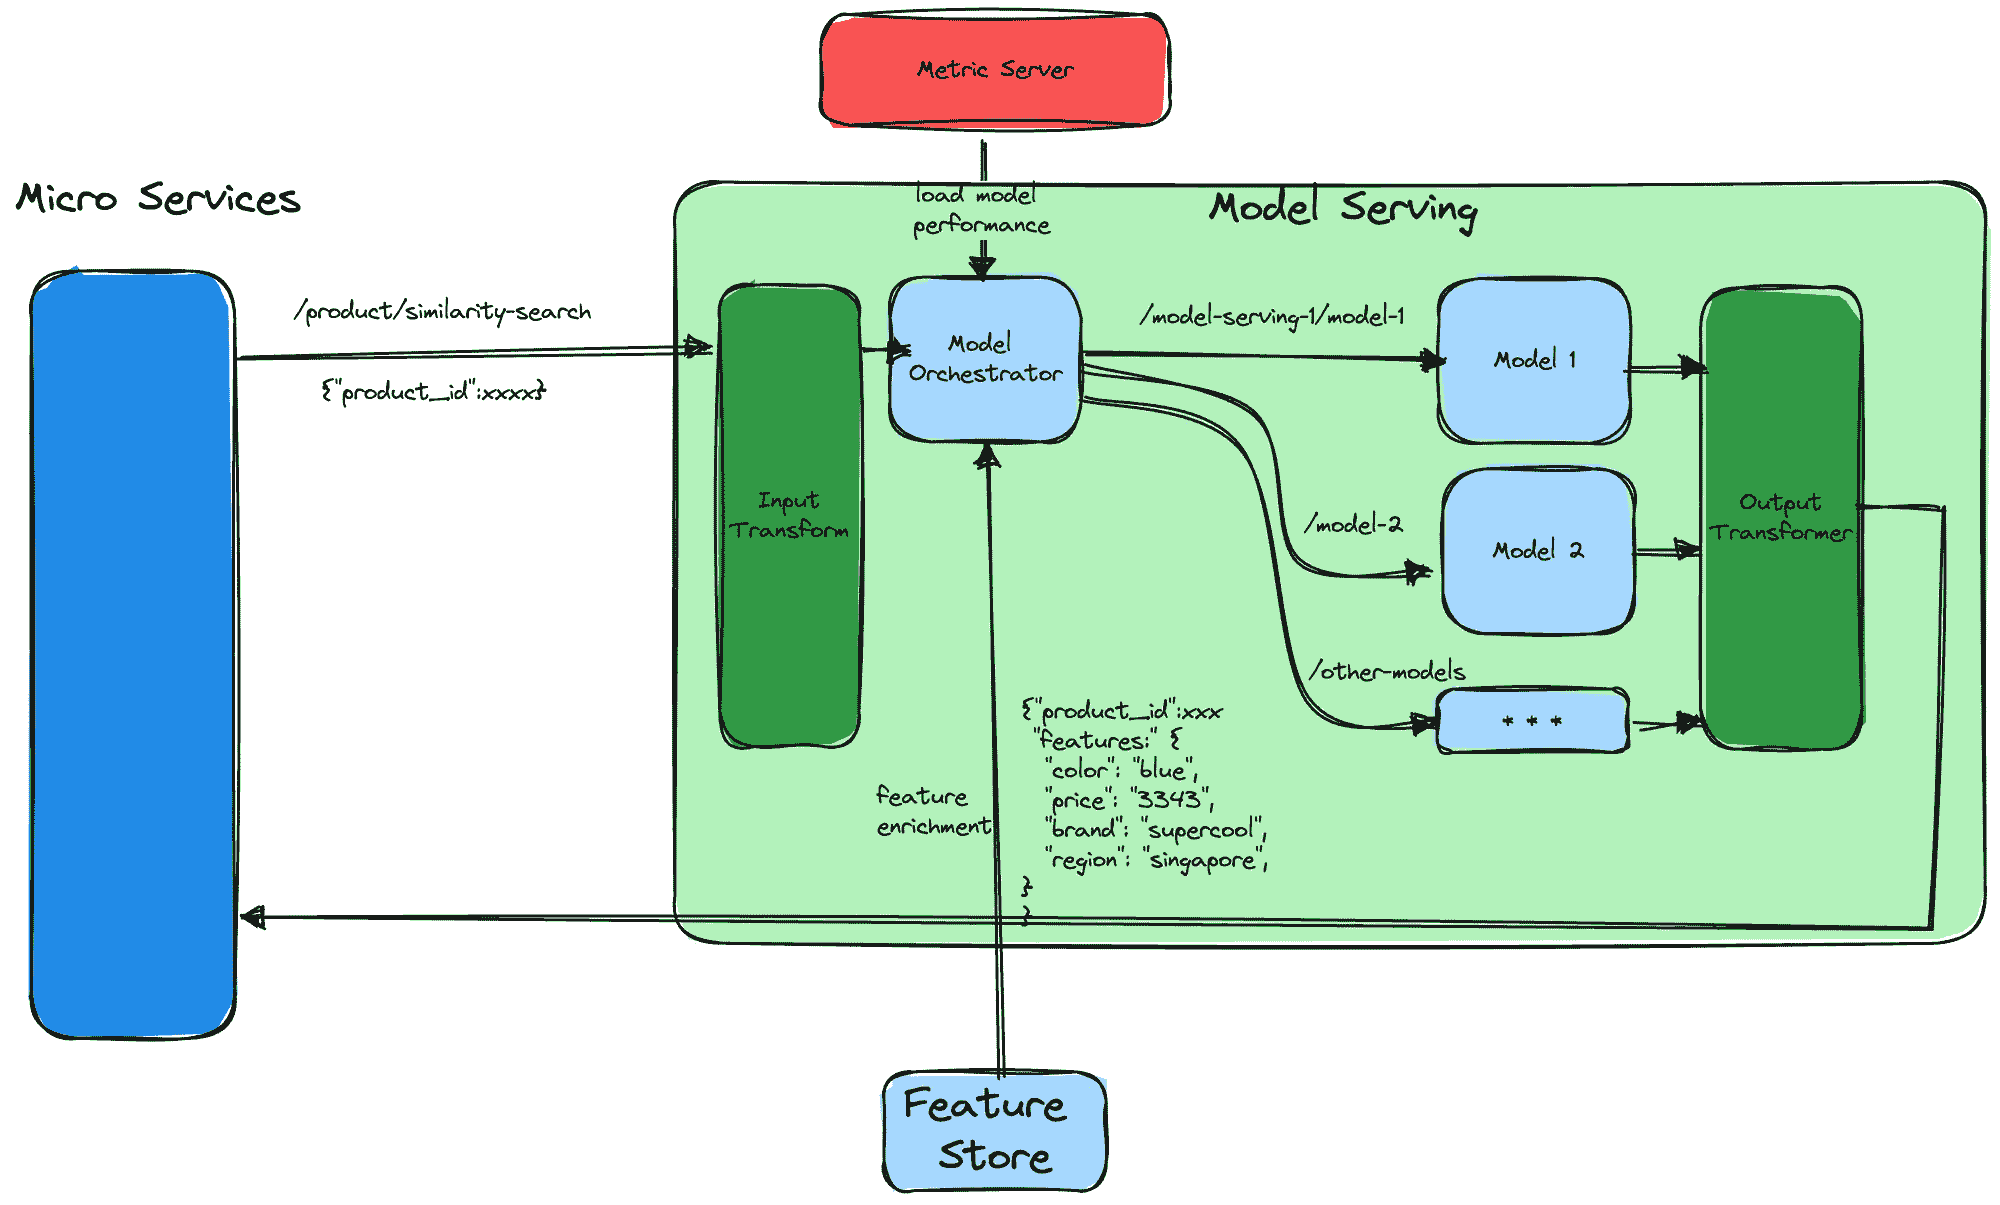 Metric Server
load model
performance
Micro Services
Model Serving
/product/similarity-search
{"product_id":xxxx}
Input
Transform
Model
Orchestrator
/model-serving-1/model-1
Model 1
/model-2
Model 2
/other-models
* * *
Output
Transformer
feature
enrichment
{"product_id":xxx
"features:" {
"color": "blue",
"price": "3343",
"brand": "supercool",
"region": "singapore",
}
}
Feature
Store